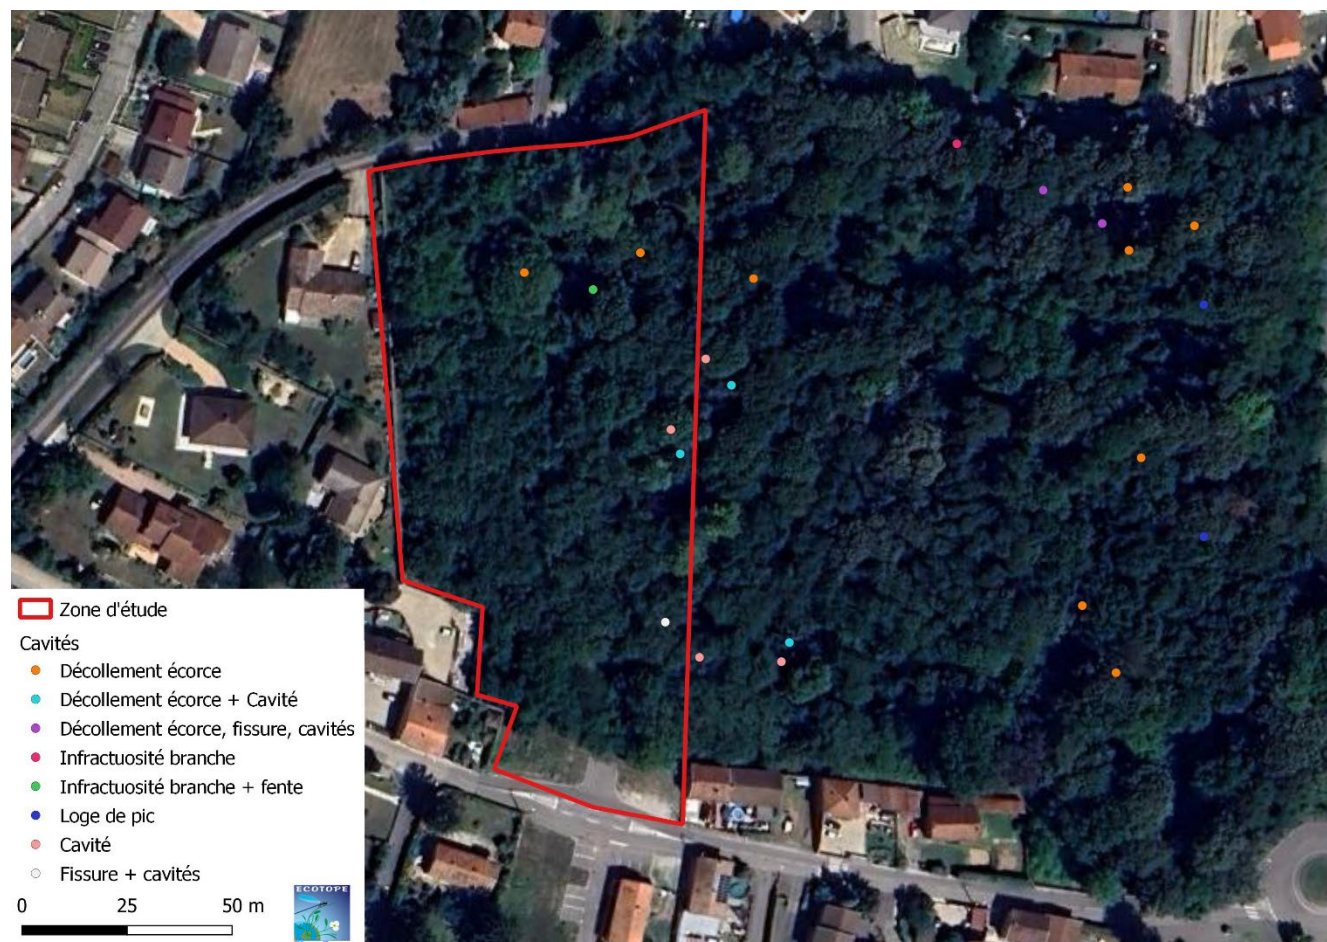 Zone d'étude
Cavités
Décollement écorce
Décollement écorce + Cavité
Décollement écorce, fissure, cavités
Infractuosité branche
Infractuosité branche + fente
Loge de pic
Cavité
Fissure + cavités
0 25 50 m
ECOTOPE